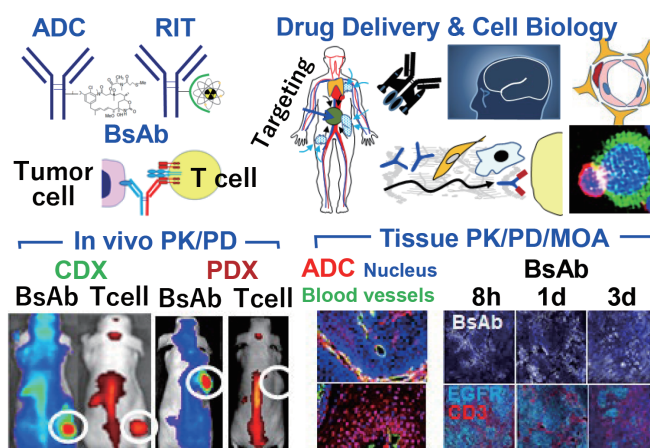 ADC
RIT
BsAb
Tumor
cell
T cell
Drug Delivery & Cell Biology
Targeting
In vivo PK/PD
CDX
PDX
BsAb
Tcell
BsAb
Tcell
Tissue PK/PD/MOA
ADC Nucleus
Blood vessels
BsAb
8h
1d
3d
BsAb
EGFR
CD3